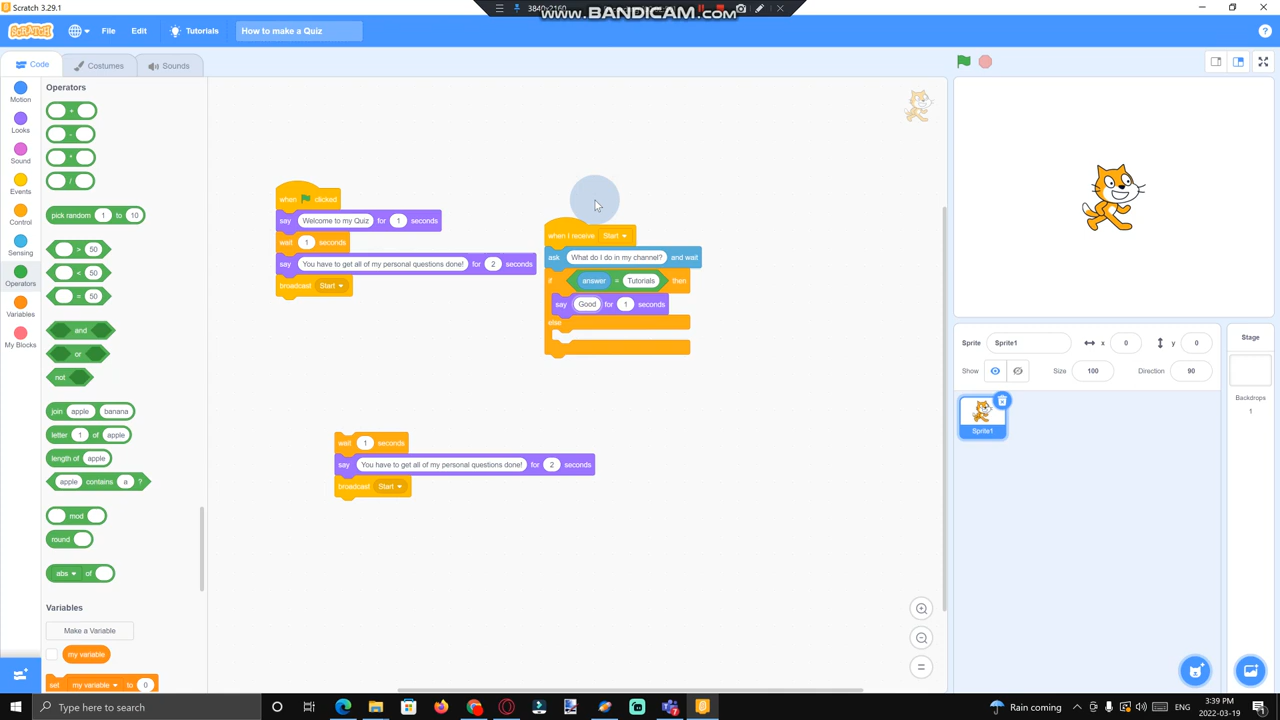 Scratch 3.29.1
3840x2160
www.BANDICAM.com
SCRATCH
File
Edit
Tutorials
How to make a Quiz
Code
Costumes
Sounds
Motion
Looks
Sound
Events
Control
Sensing
Operators
Variables
My Blocks
Operators
+
-
*
/
pick random 1 to 10
> 50
< 50
= 50
and
or
not
join apple banana
letter 1 of apple
length of apple
apple contains a ?
mod
round
abs of
Variables
Make a Variable
my variable
set my variable to 0
when clicked
say Welcome to my Quiz for 1 seconds
wait 1 seconds
say You have to get all of my personal questions done! for 2 seconds
broadcast Start
when I receive Start
ask What do I do in my channel? and wait
if answer = Tutorials then
say Good for 1 seconds
else
wait 1 seconds
say You have to get all of my personal questions done! for 2 seconds
broadcast Start
Sprite Sprite1 x 0 y 0
Show Size 100 Direction 90
Sprite1
Stage
Backdrops
1
Type here to search
Rain coming
3:39 PM
2022-03-19